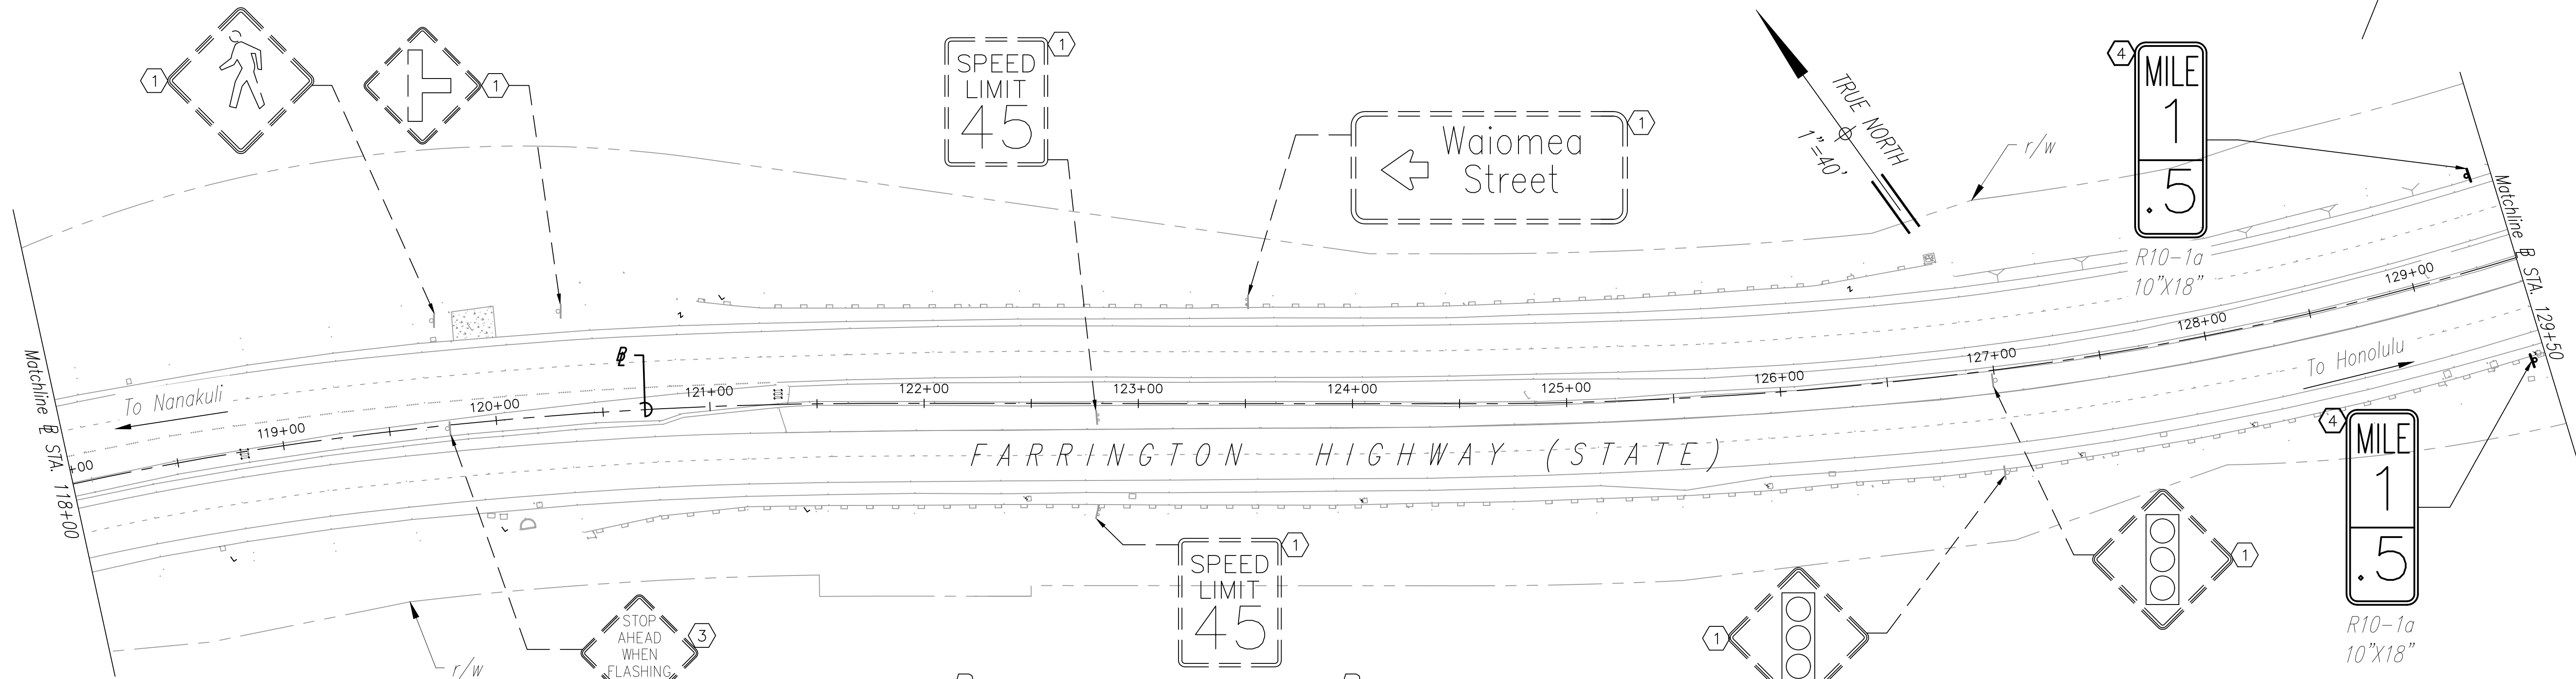 1
1
SPEED
LIMIT
45
1
Waiomea
Street
1
TRUE NORTH
1"=40'
r/w
4
MILE
1
.5
R10-1a
10"X18"
Matchline B STA. 118+00
Matchline B STA. 129+50
To Nanakuli
To Honolulu
+00
119+00
120+00
121+00
122+00
123+00
124+00
125+00
126+00
127+00
128+00
129+00
FARRINGTON HIGHWAY (STATE)
r/w
STOP
AHEAD
WHEN
FLASHING
3
SPEED
LIMIT
45
1
1
1
4
MILE
1
.5
R10-1a
10"X18"